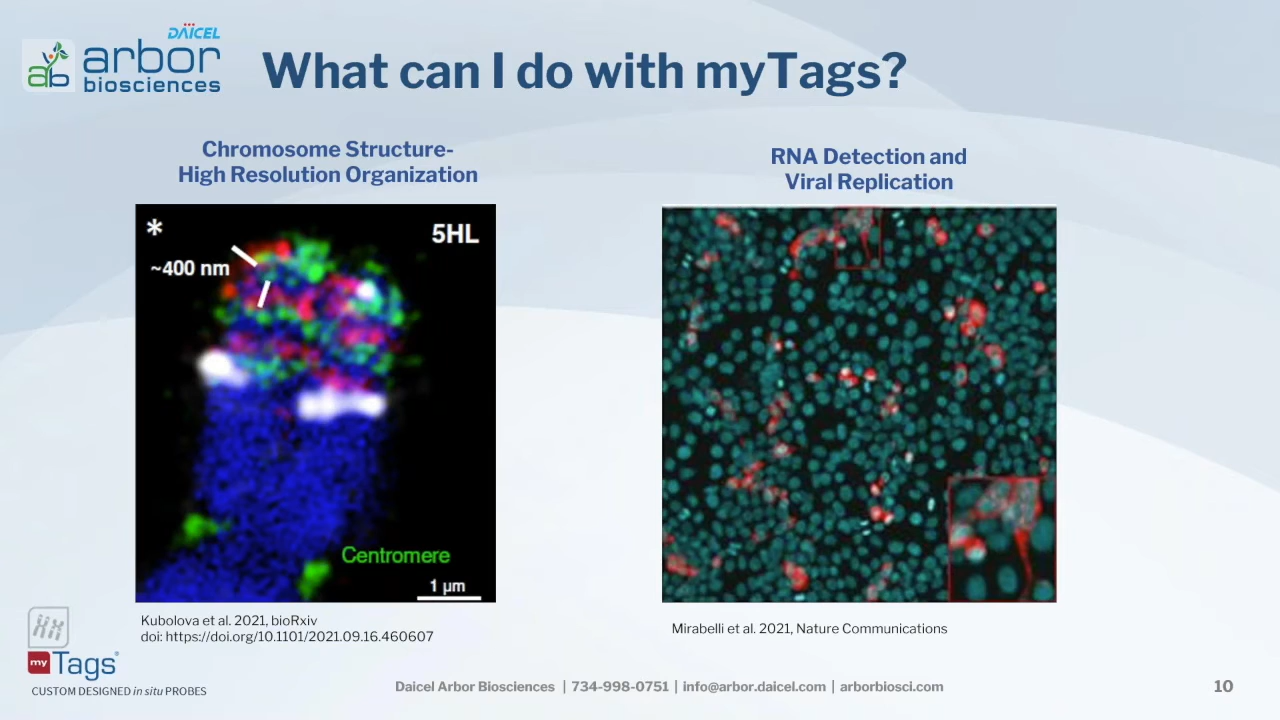 DAICEL
arbor
biosciences
ab
What can I do with myTags?
Chromosome Structure-
High Resolution Organization
RNA Detection and
Viral Replication
*
5HL
~400 nm
Centromere
1 µm
Kubolova et al. 2021, bioRxiv
doi: https://doi.org/10.1101/2021.09.16.460607
Mirabelli et al. 2021, Nature Communications
my Tags®
CUSTOM DESIGNED in situ PROBES
Daicel Arbor Biosciences | 734-998-0751 | info@arbor.daicel.com | arborbiosci.com
10